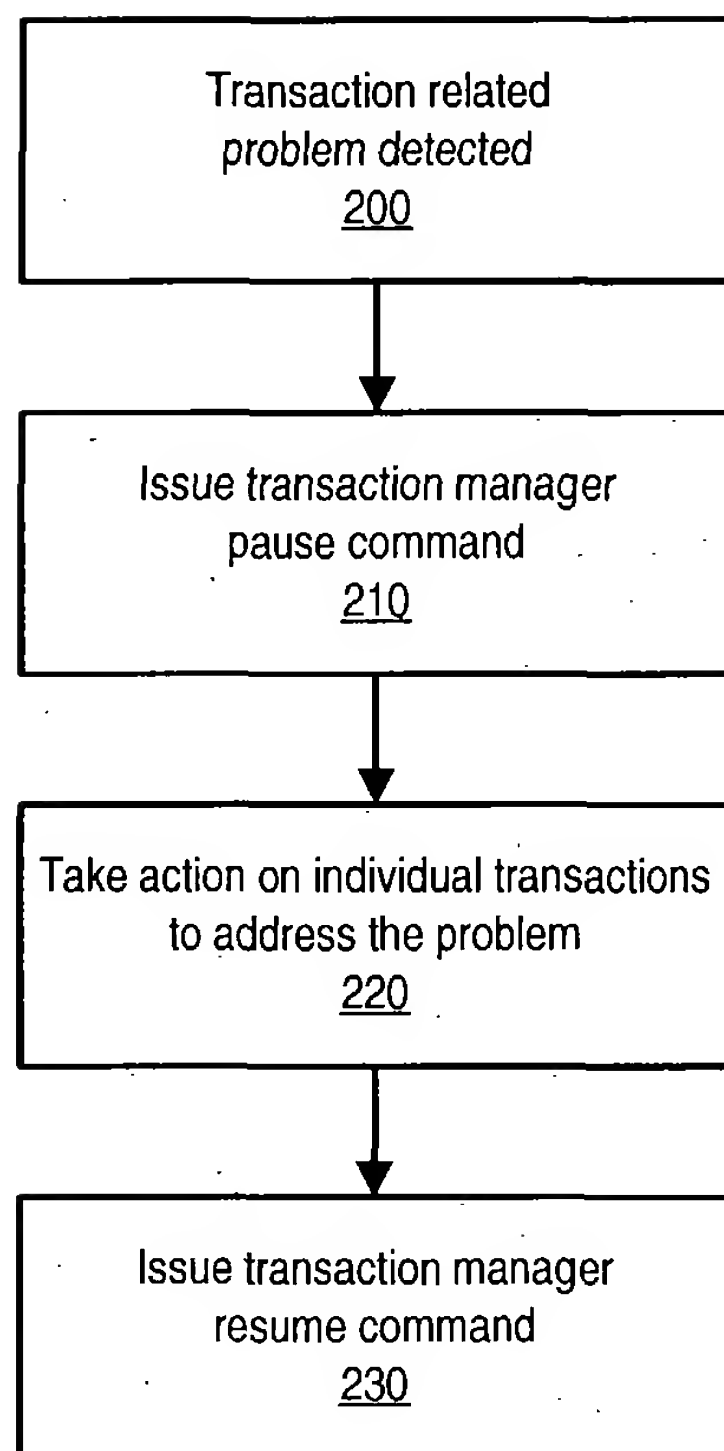 Transaction related
problem detected
200
Issue transaction manager
pause command
210
Take action on individual transactions
to address the problem
220
Issue transaction manager
resume command
230